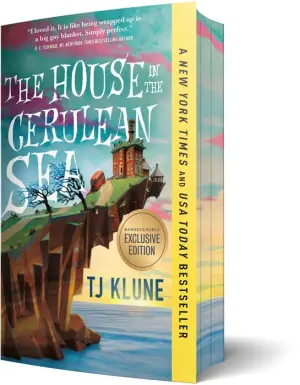 "I loved it. It is like being wrapped up in
a big gay blanket. Simply perfect."
V. E. SCHWAB, #1 NEW YORK TIMES BESTSELLING AUTHOR
THE HOUSE IN THE
CERULEAN
SEA
BARNES&NOBLE
EXCLUSIVE
EDITION
TJ KLUNE
A NEW YORK TIMES AND USA TODAY BESTSELLER